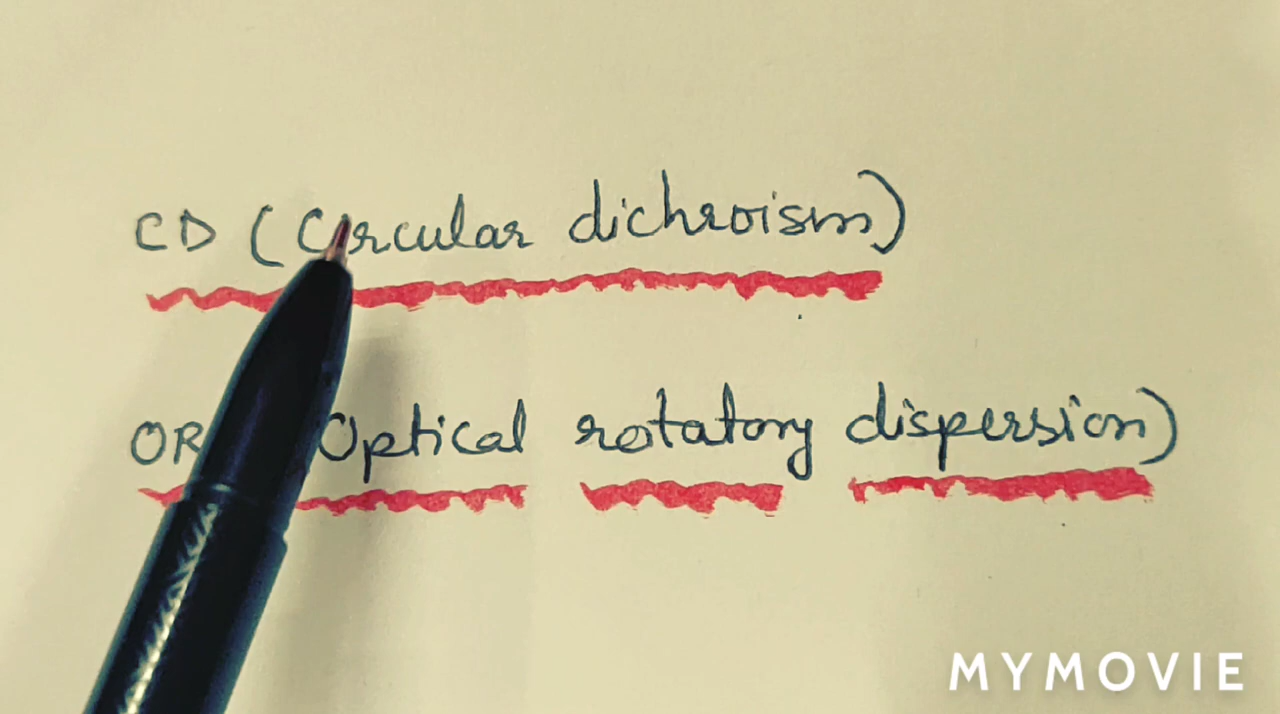 CD (Circular dichroism)
OR Optical rotatory dispersion)
MYMOVIE